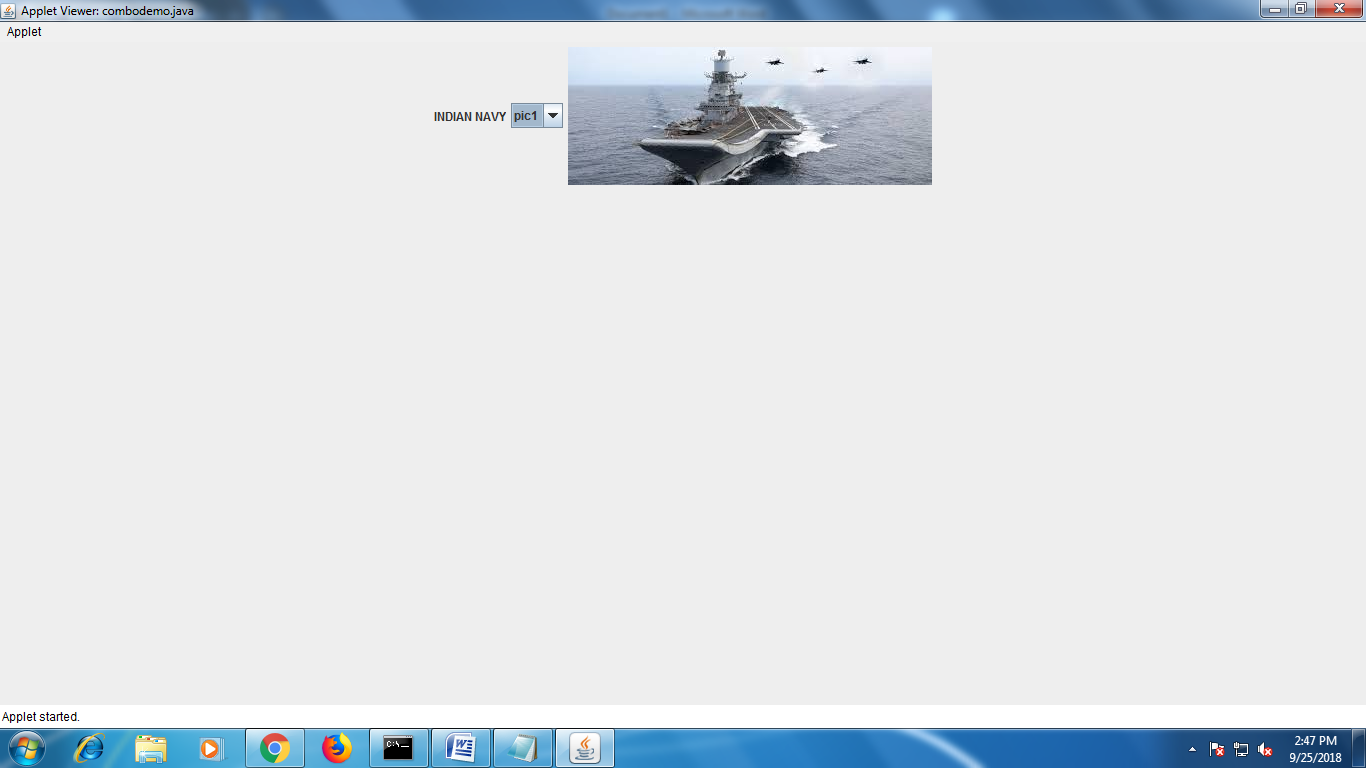 Applet Viewer: combodemo.java
Applet
INDIAN NAVY pic1
Applet started.
C:\
2:47 PM
9/25/2018